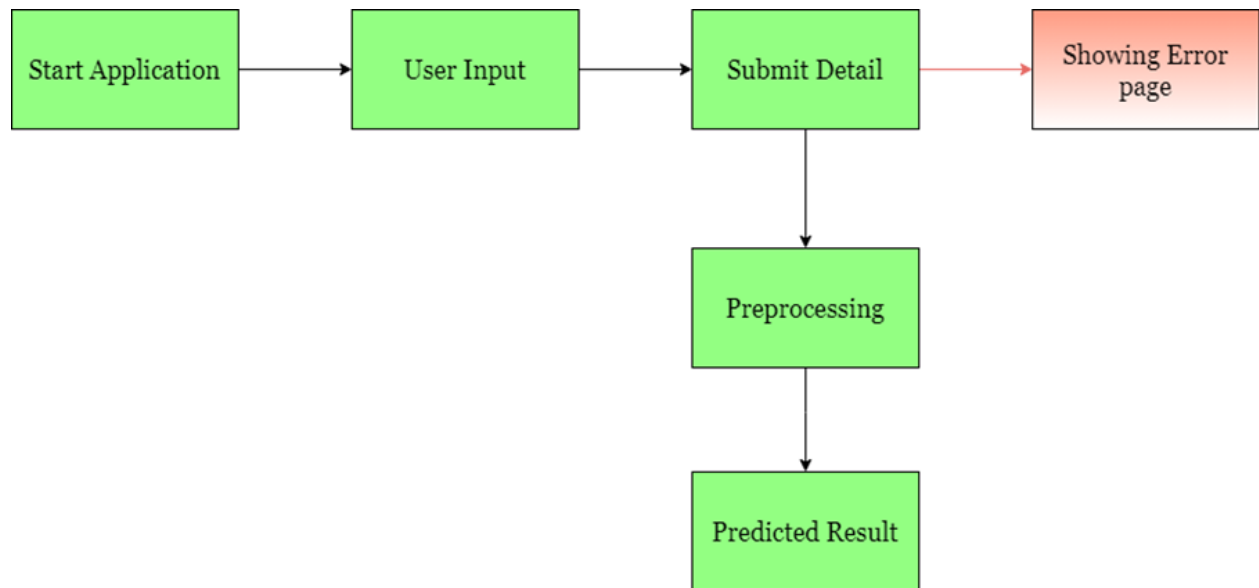 Start Application
User Input
Submit Detail
Showing Error
page
Preprocessing
Predicted Result